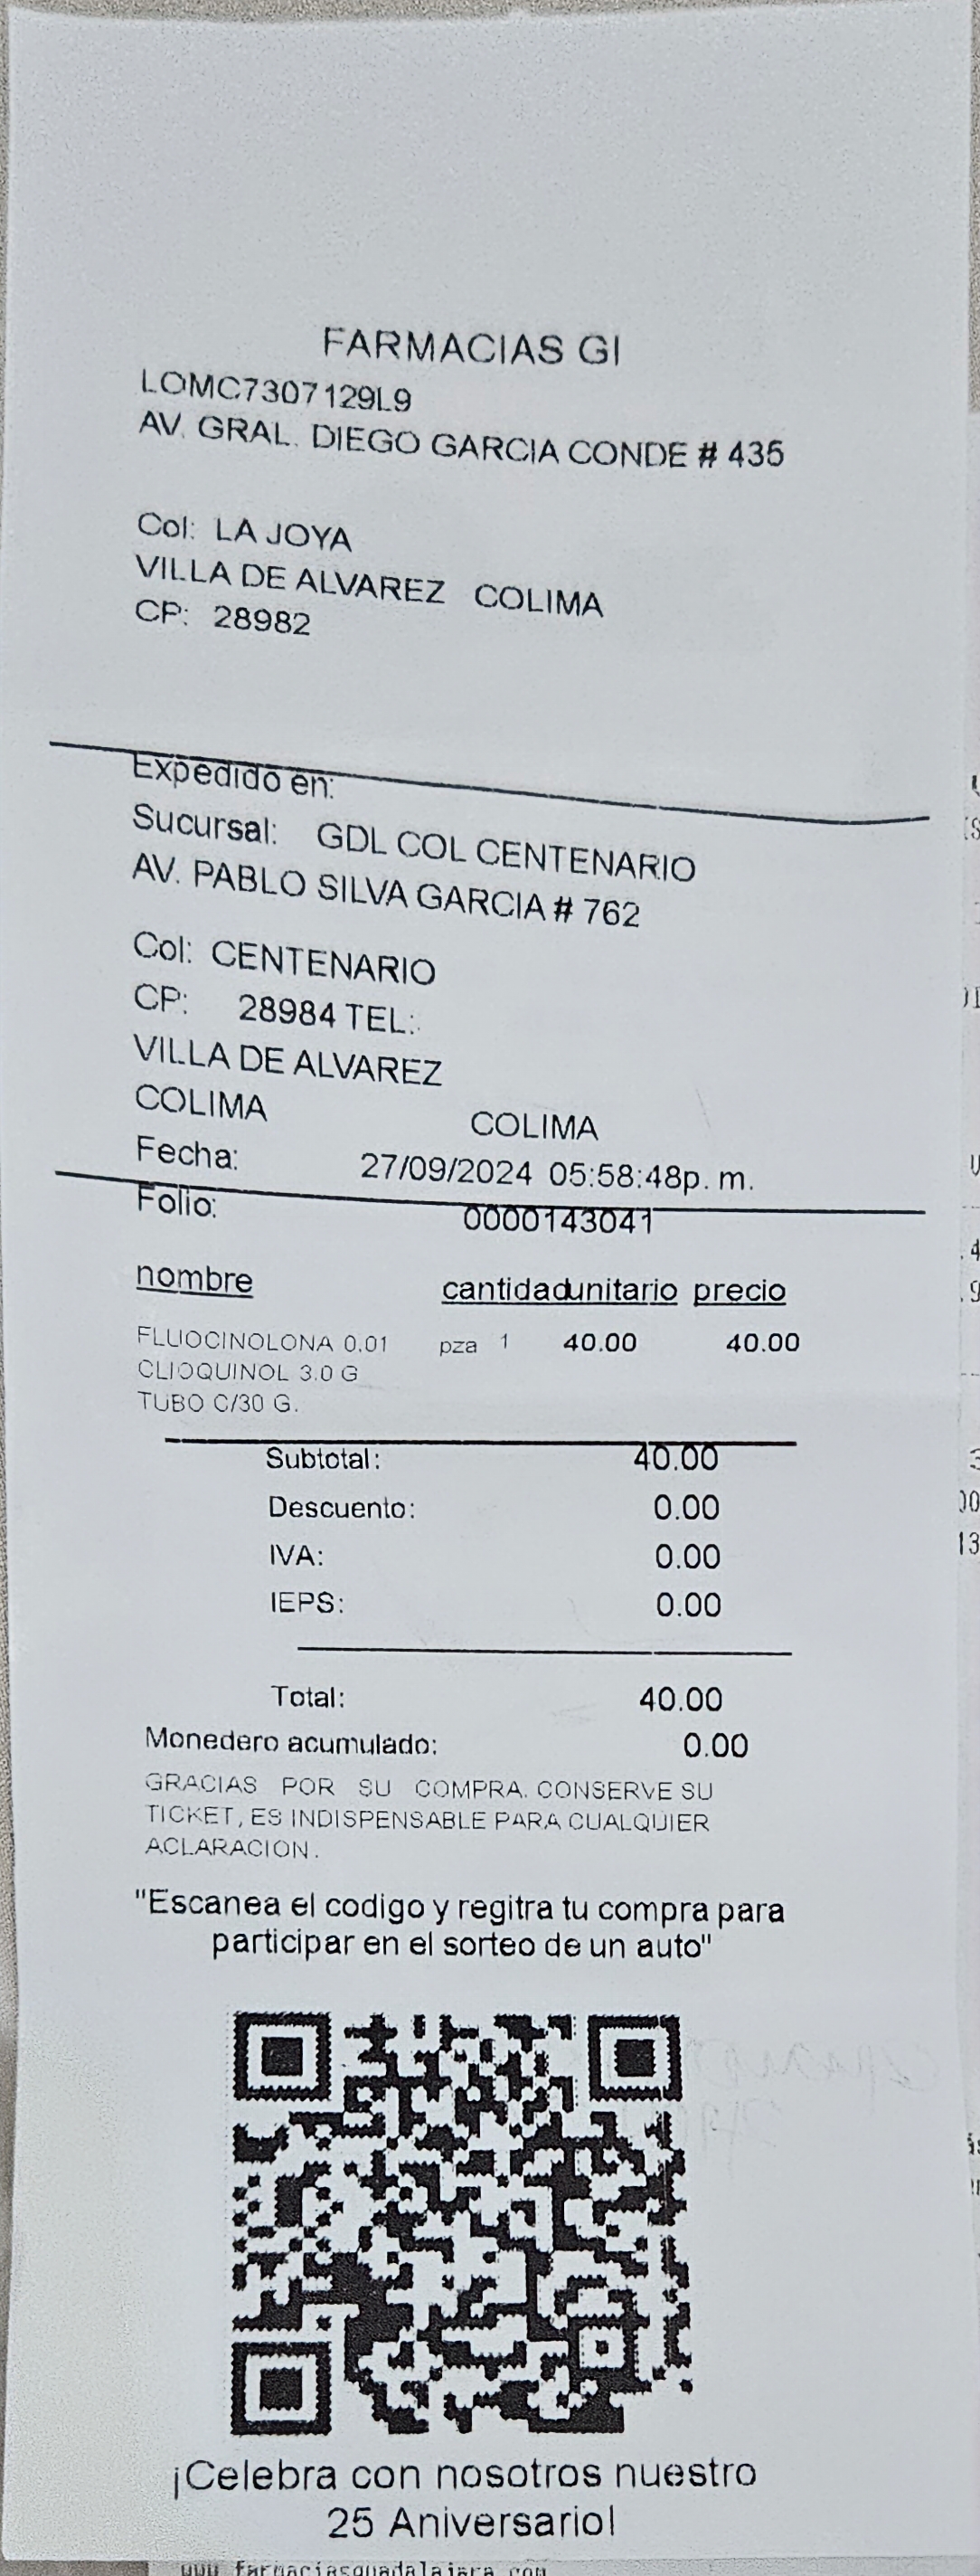 FARMACIAS GI
LOMC7307129L9
AV. GRAL. DIEGO GARCIA CONDE # 435
Col: LA JOYA
VILLA DE ALVAREZ COLIMA
CP: 28982
Expedido en:
Sucursal: GDL COL CENTENARIO
AV. PABLO SILVA GARCIA # 762
Col: CENTENARIO
CP: 28984 TEL:
VILLA DE ALVAREZ
COLIMA COLIMA
Fecha: 27/09/2024 05:58:48p. m.
Folio: 0000143041
nombre cantidad unitario precio
FLUOCINOLONA 0.01 pza 1 40.00 40.00
CLIOQUINOL 3.0 G
TUBO C/30 G.
Subtotal: 40.00
Descuento: 0.00
IVA: 0.00
IEPS: 0.00
Total: 40.00
Monedero acumulado: 0.00
GRACIAS POR SU COMPRA. CONSERVE SU
TICKET, ES INDISPENSABLE PARA CUALQUIER
ACLARACION.
"Escanea el codigo y regitra tu compra para
participar en el sorteo de un auto"
¡Celebra con nosotros nuestro
25 Aniversario!
www.farmaciasguadalajara.com